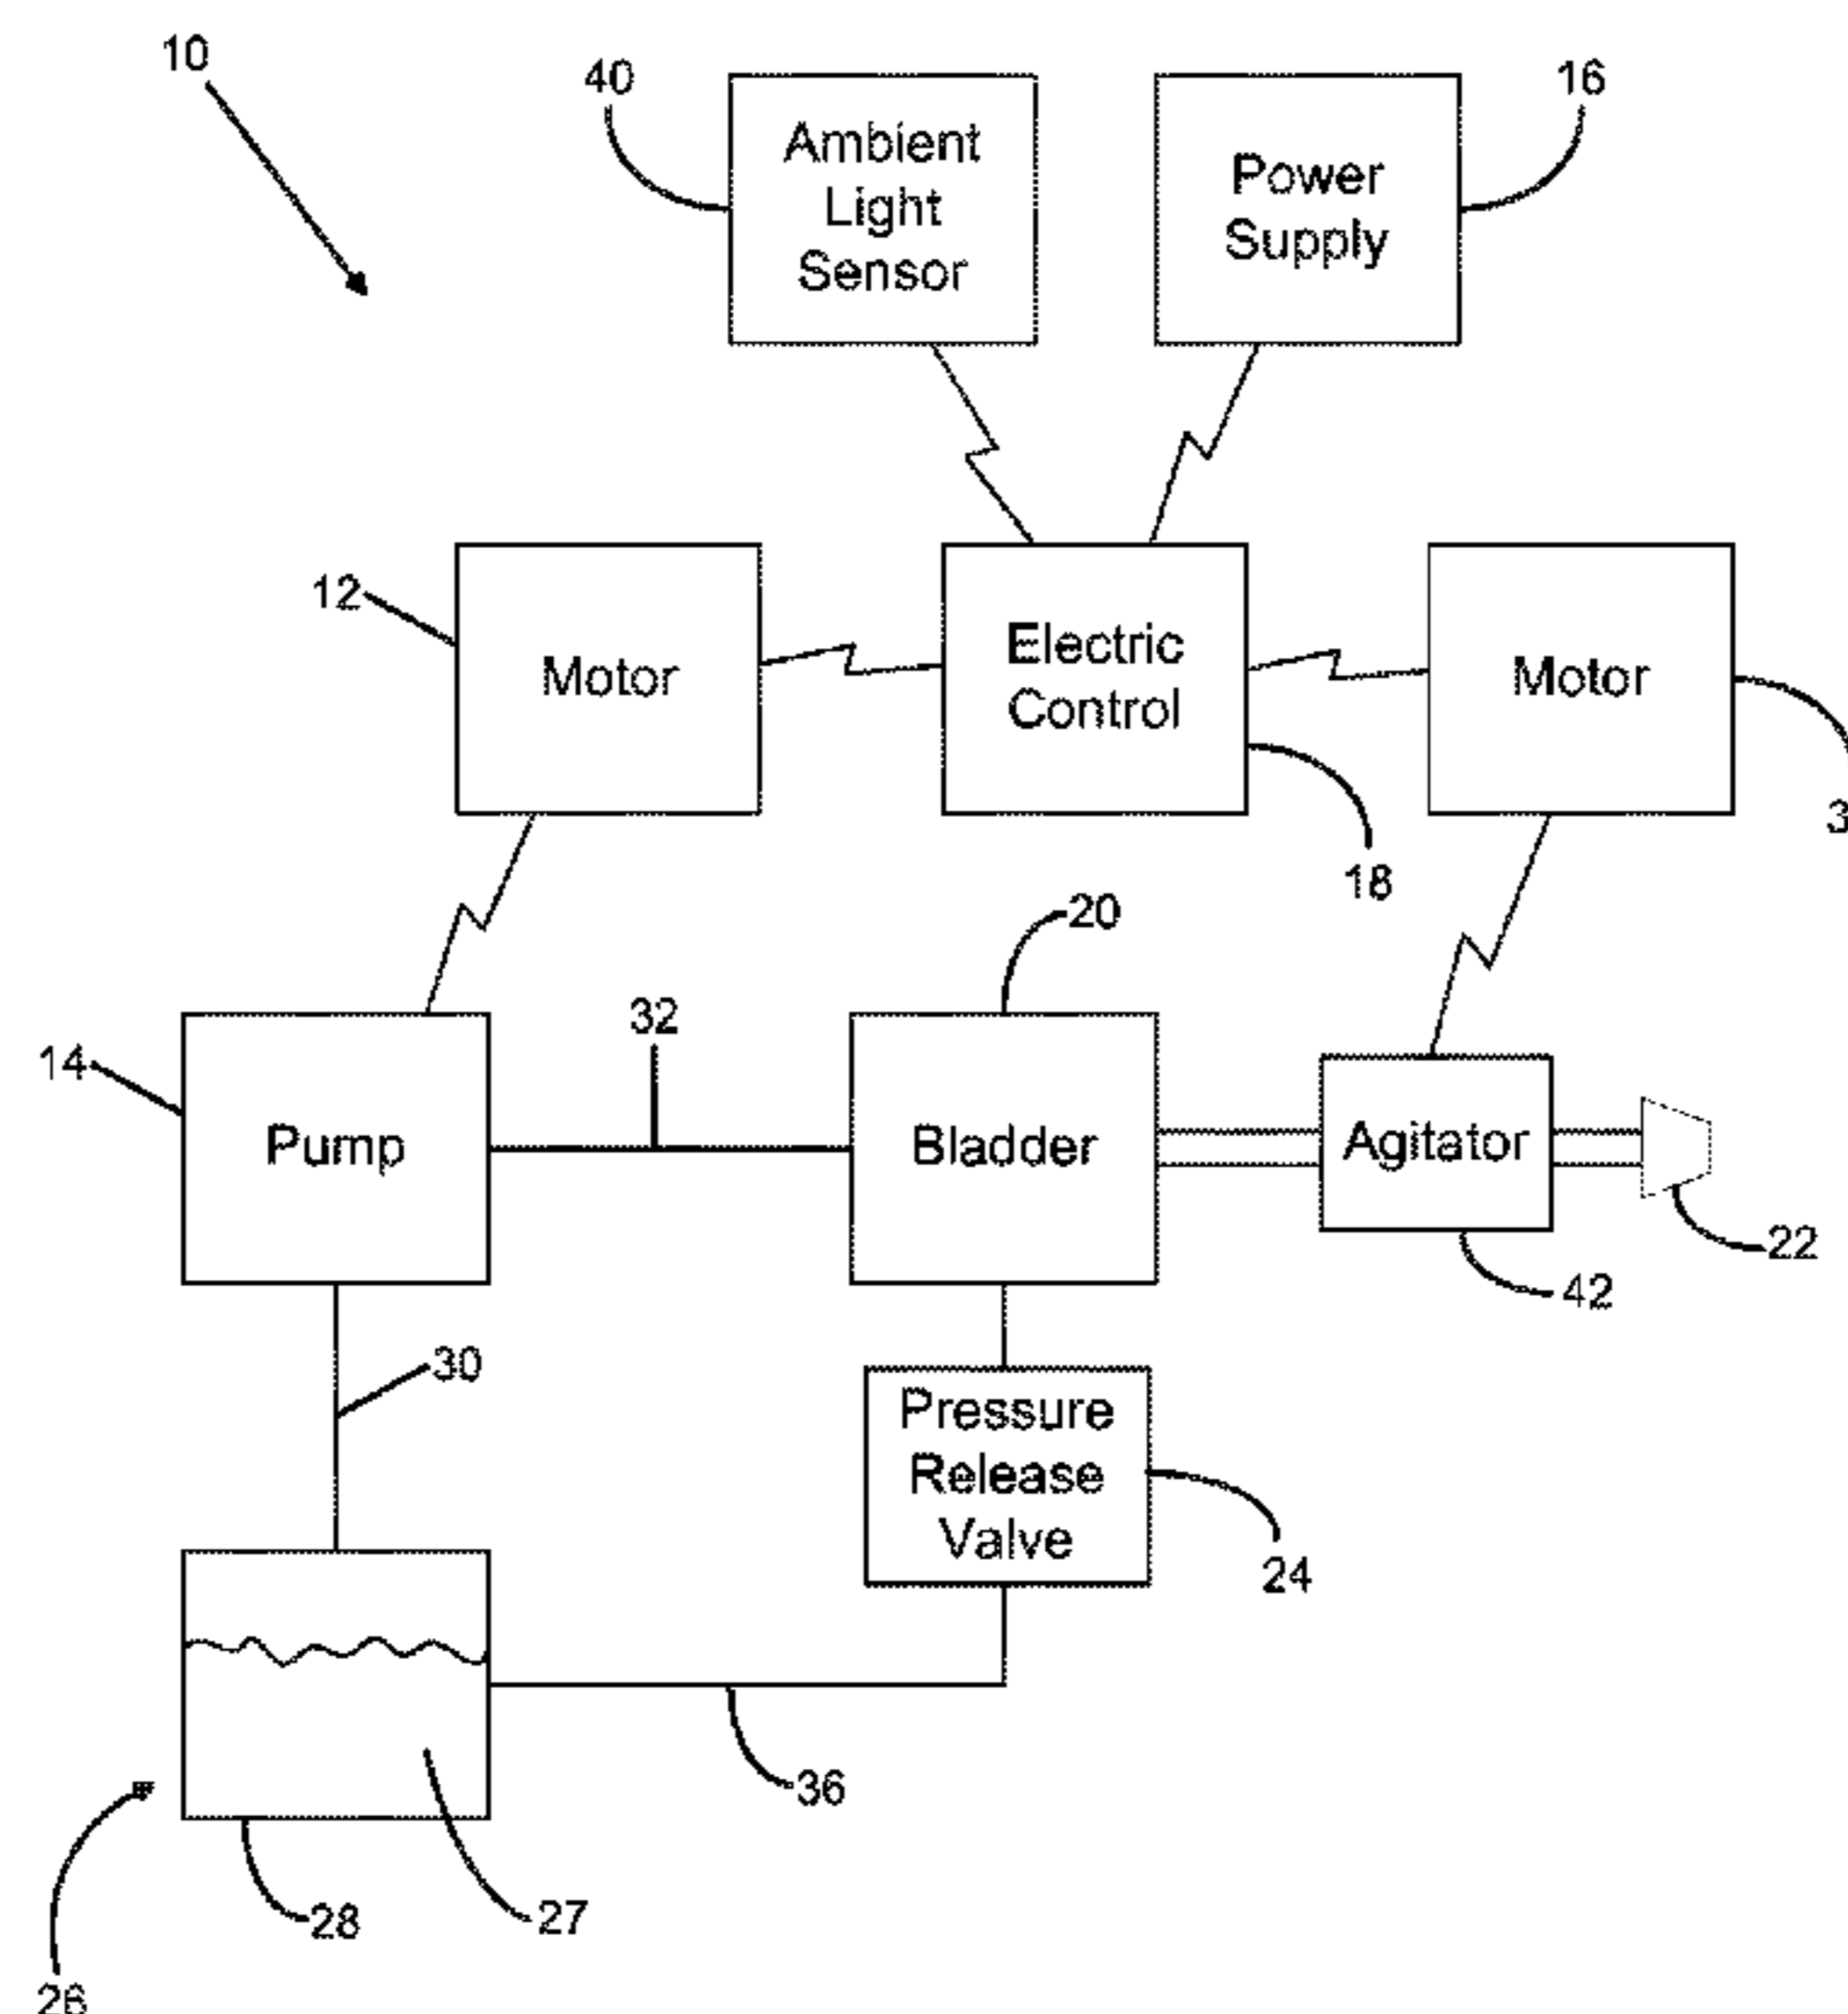 10
40
16
Ambient
Light
Sensor
Power
Supply
12
Motor
Electric
Control
Motor
3
18
20
32
14
Pump
Bladder
Agitator
22
42
30
Pressure
Release
Valve
24
36
28
27
26